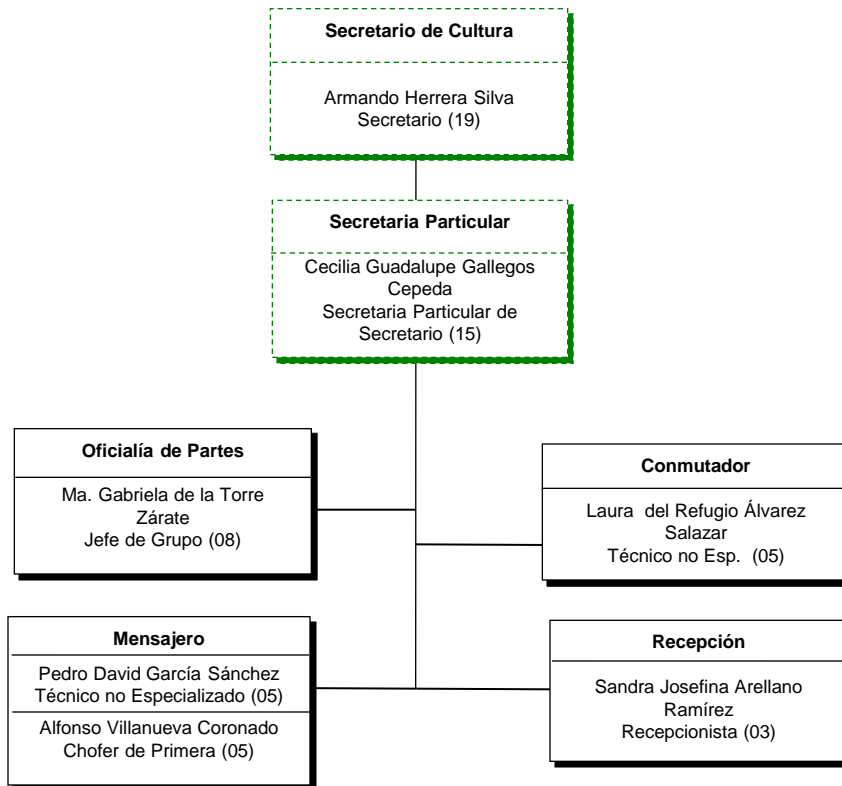 Secretario de Cultura
Armando Herrera Silva
Secretario (19)
Secretaria Particular
Cecilia Guadalupe Gallegos
Cepeda
Secretaria Particular de
Secretario (15)
Oficialía de Partes
Ma. Gabriela de la Torre
Zárate
Jefe de Grupo (08)
Conmutador
Laura del Refugio Álvarez
Salazar
Técnico no Esp. (05)
Mensajero
Pedro David García Sánchez
Técnico no Especializado (05)
Alfonso Villanueva Coronado
Chofer de Primera (05)
Recepción
Sandra Josefina Arellano
Ramírez
Recepcionista (03)